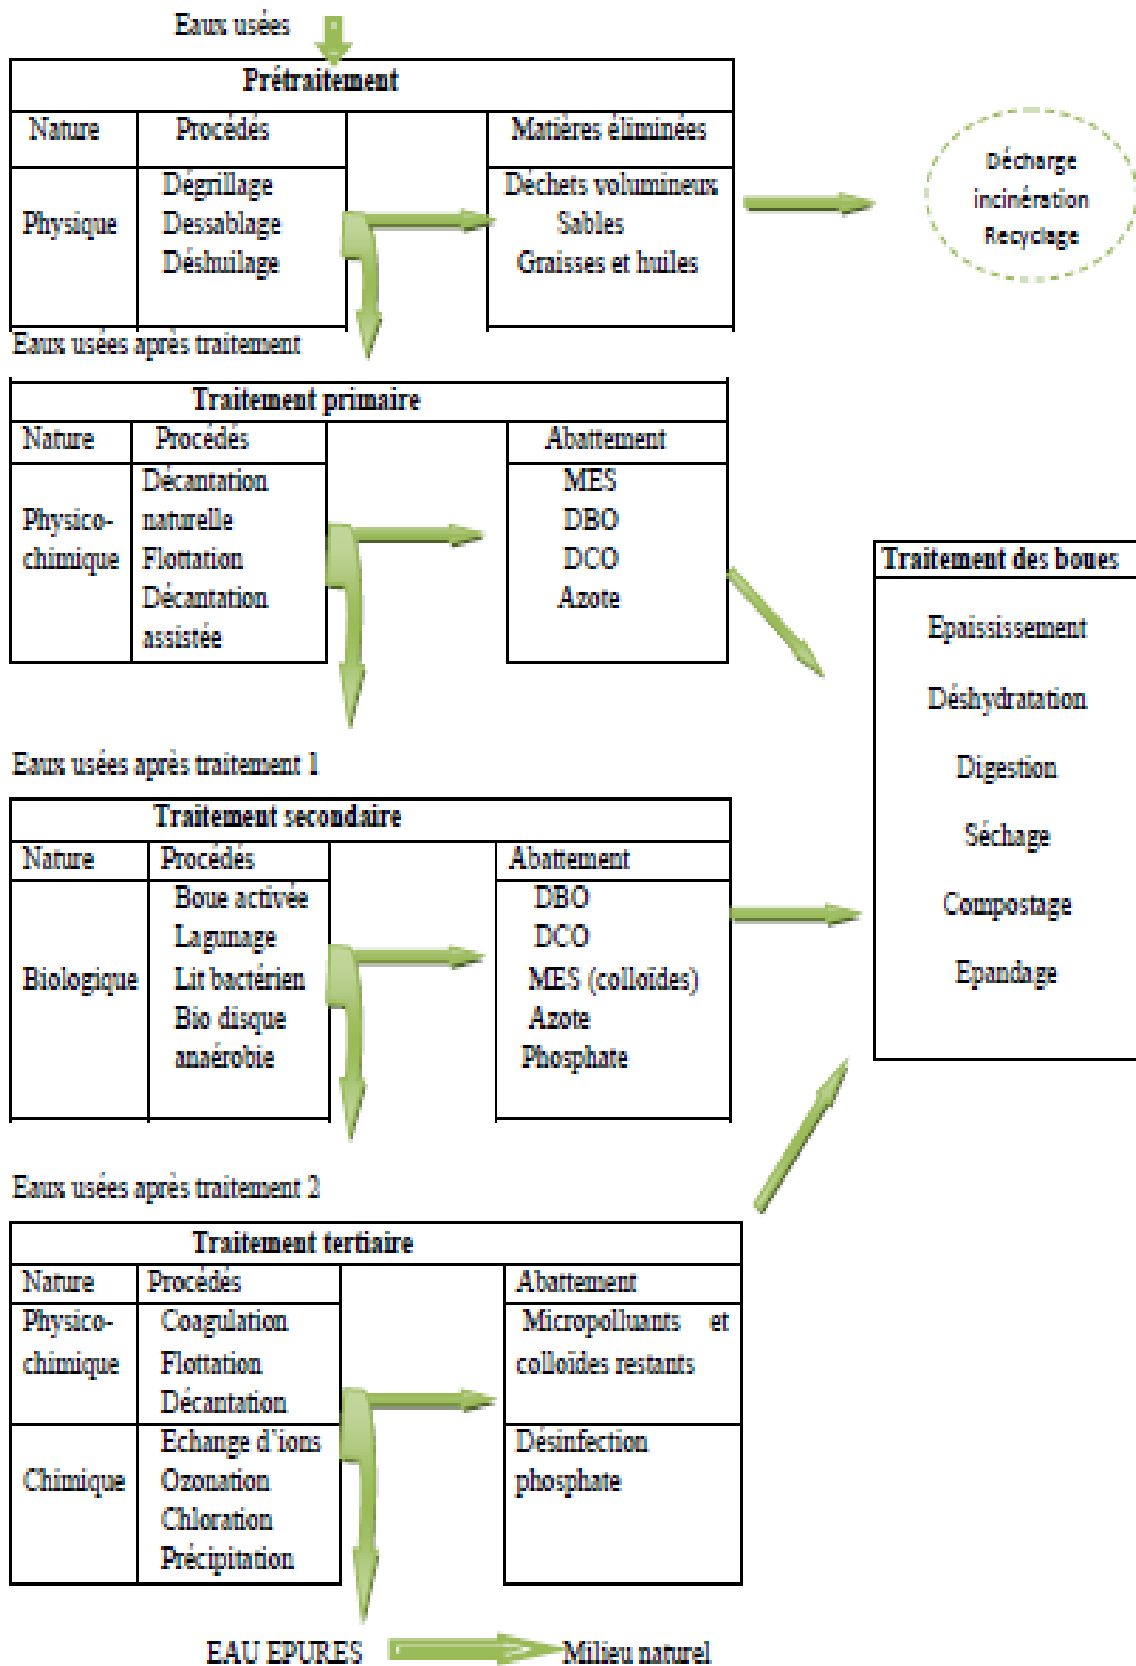 Eaux usées
Prétraitement
Nature Procédés Matières éliminées
Physique
Dégrillage
Dessablage
Déshuilage
Déchets volumineux
Sables
Graisses et huiles
Décharge
incinération
Recyclage
Eaux usées après traitement
Traitement primaire
Nature Procédés Abattement
Physico-
chimique
Décantation
naturelle
Flottation
Décantation
assistée
MES
DBO
DCO
Azote
Traitement des boues
Epaississement
Déshydratation
Digestion
Séchage
Compostage
Epandage
Eaux usées après traitement 1
Traitement secondaire
Nature Procédés Abattement
Biologique
Boue activée
Lagunage
Lit bactérien
Bio disque
anaérobie
DBO
DCO
MES (colloïdes)
Azote
Phosphate
Eaux usées après traitement 2
Traitement tertiaire
Nature Procédés Abattement
Physico-
chimique
Coagulation
Flottation
Décantation
Micropolluants et
colloïdes restants
Chimique
Echange d'ions
Ozonation
Chloration
Précipitation
Désinfection
phosphate
EAU EPURES Milieu naturel